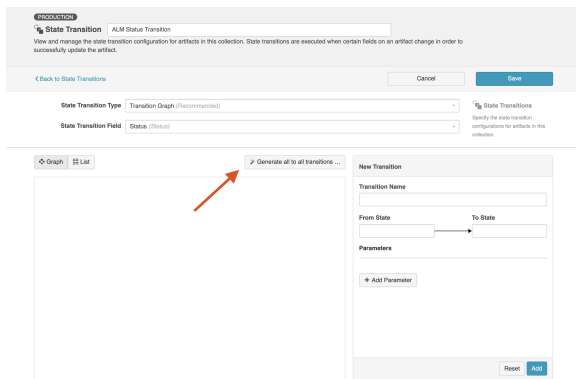 PRODUCTION
State Transition ALM Status Transition
View and manage the state transition configuration for artifacts in this collection. State transitions are executed when certain fields on an artifact change in order to
successfully update the artifact.
Back to State Transitions
Cancel
Save
State Transition Type Transition Graph (Recommended)
State Transition Field Status (Status)
State Transitions
Specify the state transition
configurations for artifacts in this
collection.
Graph
List
Generate all to all transitions ...
New Transition
Transition Name
From State
To State
Parameters
+ Add Parameter
Reset
Add